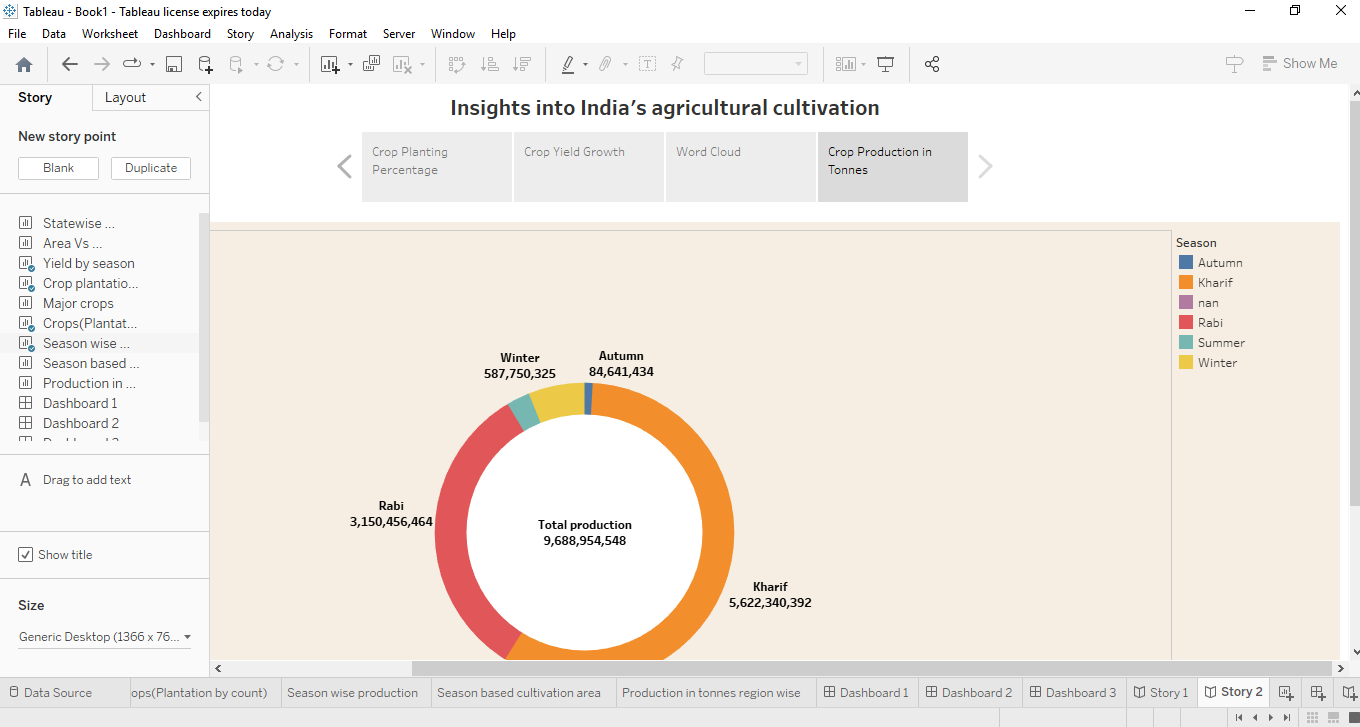 Tableau - Book1 - Tableau license expires today
File Data Worksheet Dashboard Story Analysis Format Server Window Help
Show Me
Story Layout
New story point
Blank Duplicate
Statewise ...
Area Vs ...
Yield by season
Crop plantatio...
Major crops
Crops(Plantat...
Season wise ...
Season based ...
Production in ...
Dashboard 1
Dashboard 2
A Drag to add text
Show title
Size
Generic Desktop (1366 x 76...
Insights into India’s agricultural cultivation
Crop Planting
Percentage
Crop Yield Growth
Word Cloud
Crop Production in
Tonnes
Winter
587,750,325
Autumn
84,641,434
Rabi
3,150,456,464
Total production
9,688,954,548
Kharif
5,622,340,392
Season
Autumn
Kharif
nan
Rabi
Summer
Winter
Data Source ops(Plantation by count) Season wise production Season based cultivation area Production in tonnes region wise Dashboard 1 Dashboard 2 Dashboard 3 Story 1 Story 2